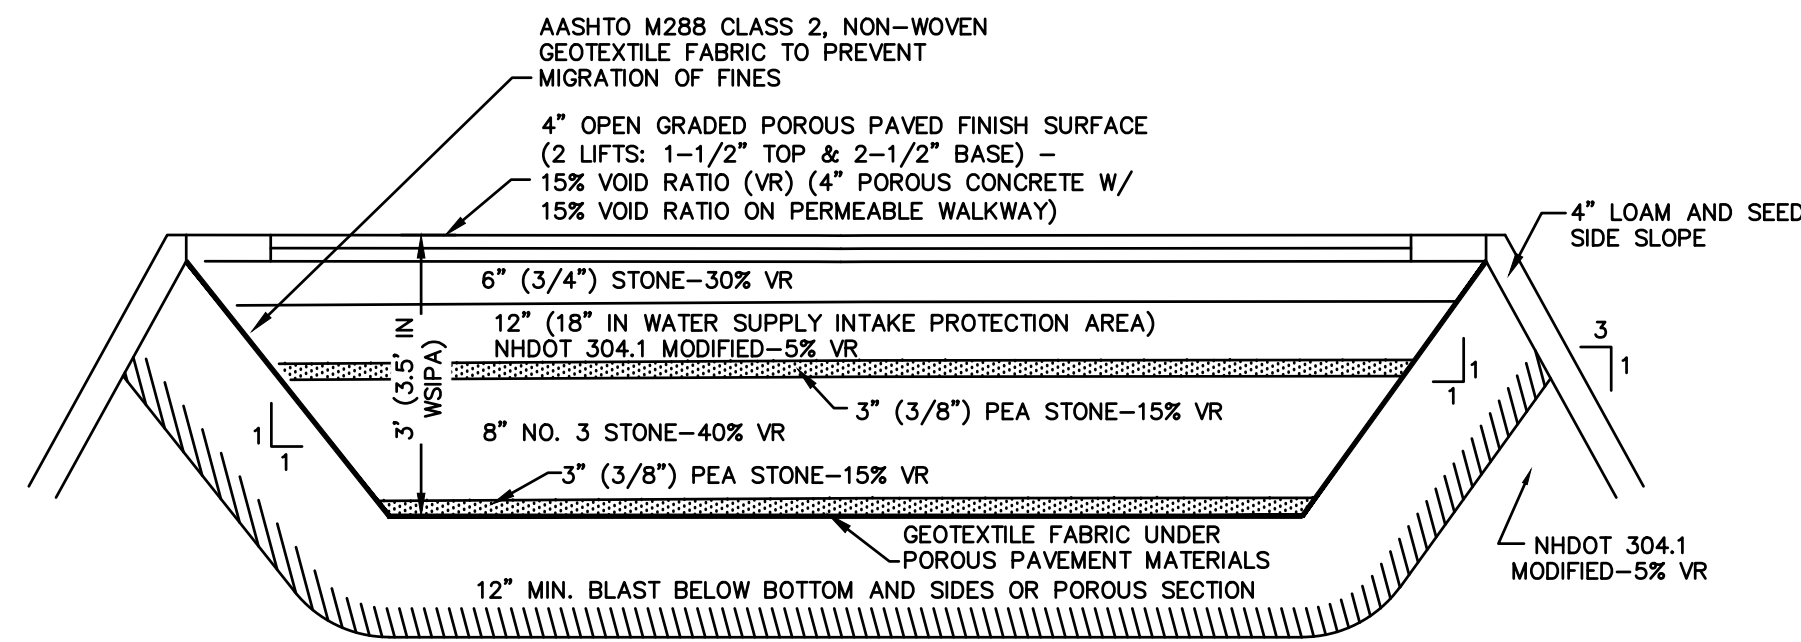 AASHTO M288 CLASS 2, NON-WOVEN
GEOTEXTILE FABRIC TO PREVENT
MIGRATION OF FINES
4" OPEN GRADED POROUS PAVED FINISH SURFACE
(2 LIFTS: 1-1/2" TOP & 2-1/2" BASE) -
15% VOID RATIO (VR) (4" POROUS CONCRETE W/
15% VOID RATIO ON PERMEABLE WALKWAY)
4" LOAM AND SEED
SIDE SLOPE
6" (3/4") STONE-30% VR
12" (18" IN WATER SUPPLY INTAKE PROTECTION AREA)
NHDOT 304.1 MODIFIED-5% VR
3' (3.5' IN
WSIPA)
3
1
1
1
3" (3/8") PEA STONE-15% VR
8" NO. 3 STONE-40% VR
1
1
3" (3/8") PEA STONE-15% VR
GEOTEXTILE FABRIC UNDER
POROUS PAVEMENT MATERIALS
NHDOT 304.1
MODIFIED-5% VR
12" MIN. BLAST BELOW BOTTOM AND SIDES OR POROUS SECTION